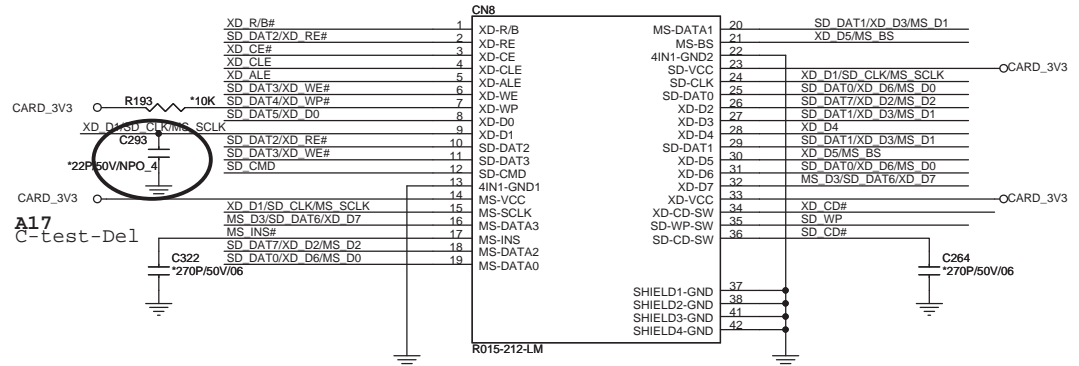 CN8
XD_R/B# 1 XD-R/B
SD_DAT2/XD_RE# 2 XD-RE
XD_CE# 3 XD-CE
XD_CLE 4 XD-CLE
XD_ALE 5 XD-ALE
SD_DAT3/XD_WE# 6 XD-WE
CARD_3V3 R193 *10K SD_DAT4/XD_WP# 7 XD-WP
SD_DAT5/XD_D0 8 XD-D0
XD_D1/SD_CLK/MS_SCLK 9 XD-D1
C293
*22P/50V/NPO_4
SD_DAT2/XD_RE# 10 SD-DAT2
SD_DAT3/XD_WE# 11 SD-DAT3
SD_CMD 12 SD-CMD
13 4IN1-GND1
CARD_3V3 14 MS-VCC
A17
C-test-Del
XD_D1/SD_CLK/MS_SCLK 15 MS-SCLK
MS_D3/SD_DAT6/XD_D7 16 MS-DATA3
MS_INS# 17 MS-INS
SD_DAT7/XD_D2/MS_D2 18 MS-DATA2
SD_DAT0/XD_D6/MS_D0 19 MS-DATA0
C322
*270P/50V/06
MS-DATA1 20 SD_DAT1/XD_D3/MS_D1
MS-BS 21 XD_D5/MS_BS
4IN1-GND2 22
SD-VCC 23 CARD_3V3
SD-CLK 24 XD_D1/SD_CLK/MS_SCLK
SD-DAT0 25 SD_DAT0/XD_D6/MS_D0
XD-D2 26 SD_DAT7/XD_D2/MS_D2
XD-D3 27 SD_DAT1/XD_D3/MS_D1
XD-D4 28 XD_D4
SD-DAT1 29 SD_DAT1/XD_D3/MS_D1
XD-D5 30 XD_D5/MS_BS
XD-D6 31 SD_DAT0/XD_D6/MS_D0
XD-D7 32 MS_D3/SD_DAT6/XD_D7
XD-VCC 33 CARD_3V3
XD-CD-SW 34 XD_CD#
SD-WP-SW 35 SD_WP
SD-CD-SW 36 SD_CD#
C264
*270P/50V/06
SHIELD1-GND 37
SHIELD2-GND 38
SHIELD3-GND 41
SHIELD4-GND 42
R015-212-LM